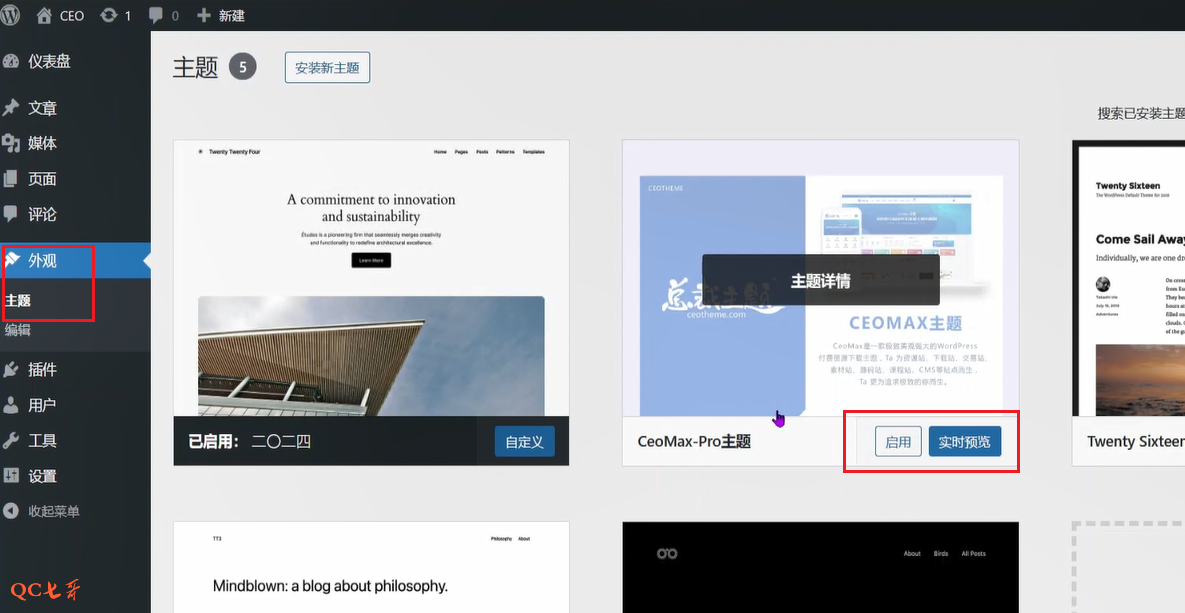 CEO 1 0 新建
仪表盘
文章
媒体
页面
评论
外观
主题
编辑
插件
用户
工具
设置
收起菜单
QC七哥
主题 5 安装新主题
搜索已安装主题
Twenty Twenty Four Home Pages Posts Patterns Templates
A commitment to innovation
and sustainability
Études is a pioneering firm that seamlessly merges creativity
and functionality to redefine architectural excellence.
Learn More
已启用： 二〇二四 自定义
CEOTHEME
总裁主题
ceotheme.com
主题详情
CEOMAX主题
CeoMax是一款极致美观强大的WordPress
付费资源下载主题，Ta 为资源站、下载站、交易站、
素材站、源码站、课程站、CMS等站点而生，
Ta 更为追求极致的你而生。
CeoMax-Pro主题 启用 实时预览
Twenty Sixteen
The WordPress Default Theme for 2016
Come Sail Away
Individually, we are one dr
Takashi Irie
July 15, 2015
Adventures
Twenty Sixteen
TT3 Philosophy About
Mindblown: a blog about philosophy.
About Birds All Posts